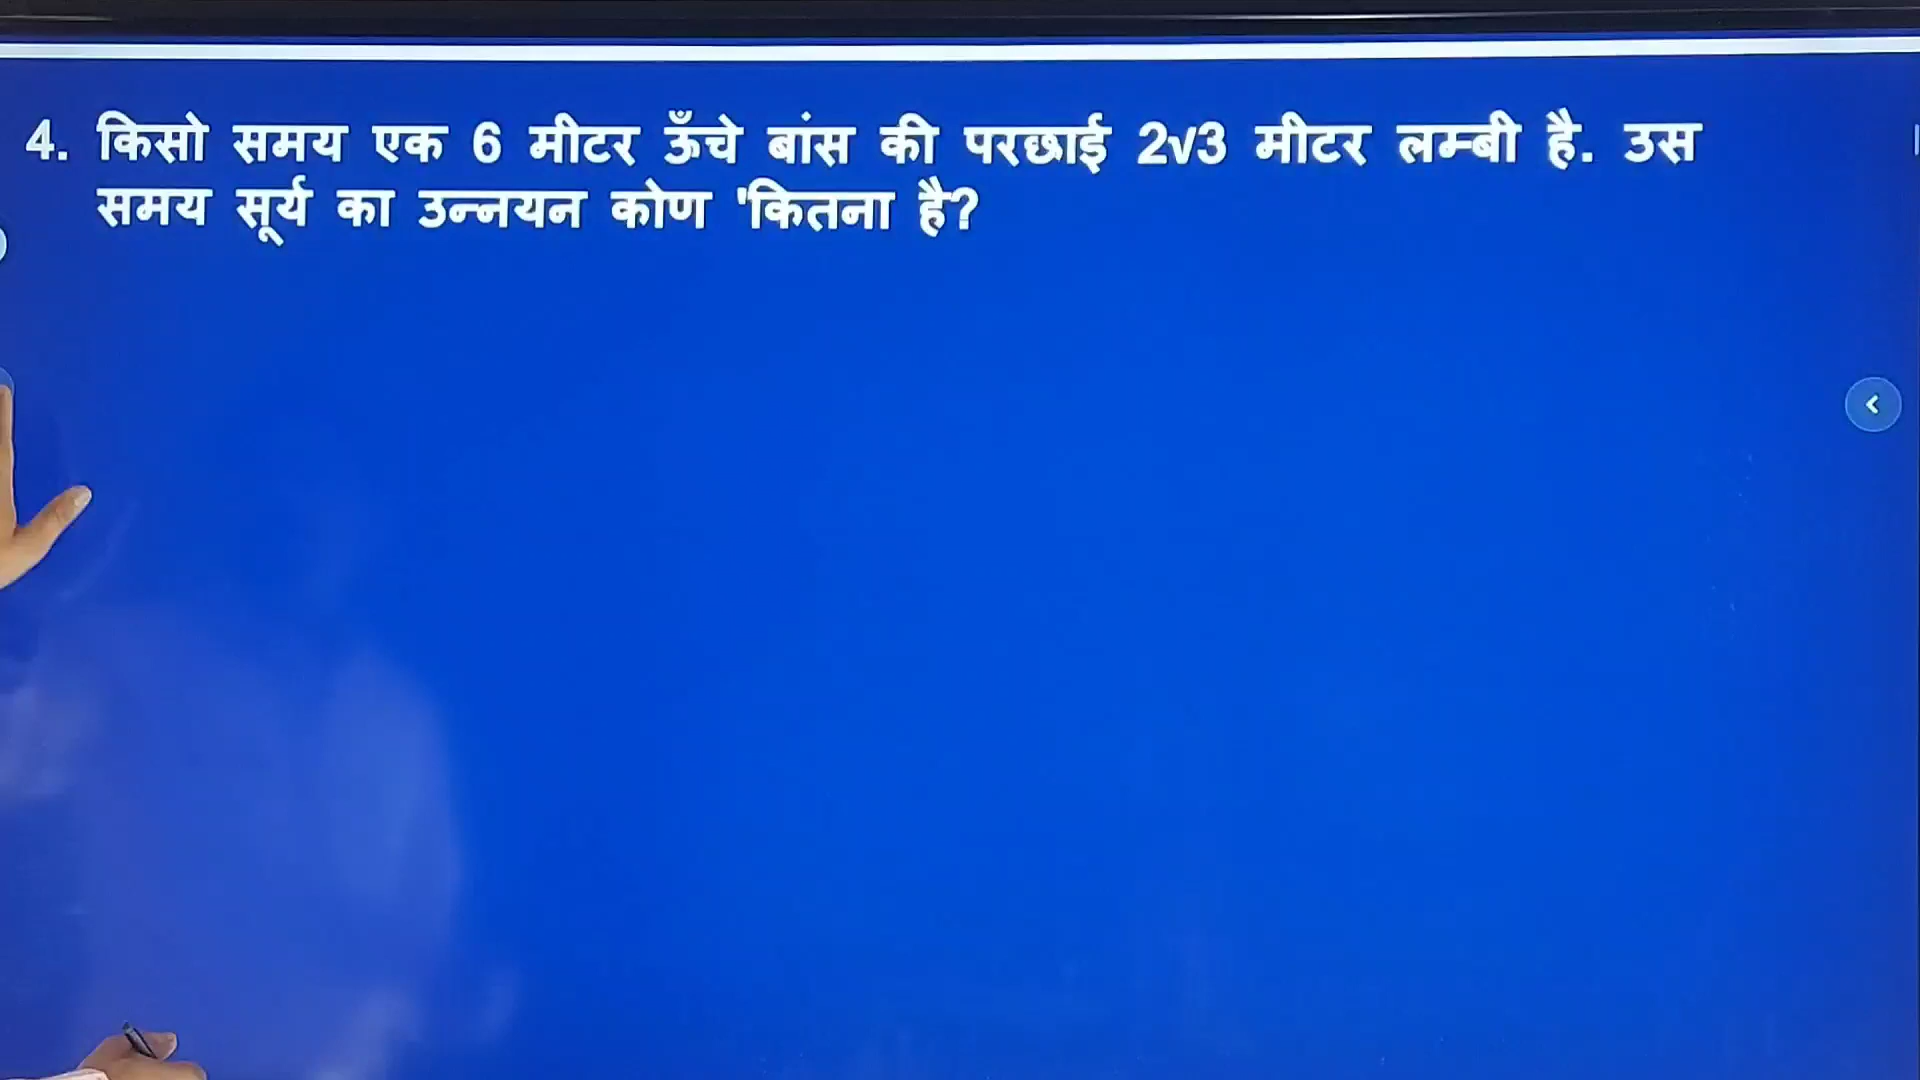 4. किसो समय एक 6 मीटर ऊँचे बांस की परछाई 2√3 मीटर लम्बी है. उस
समय सूर्य का उन्नयन कोण 'कितना है?